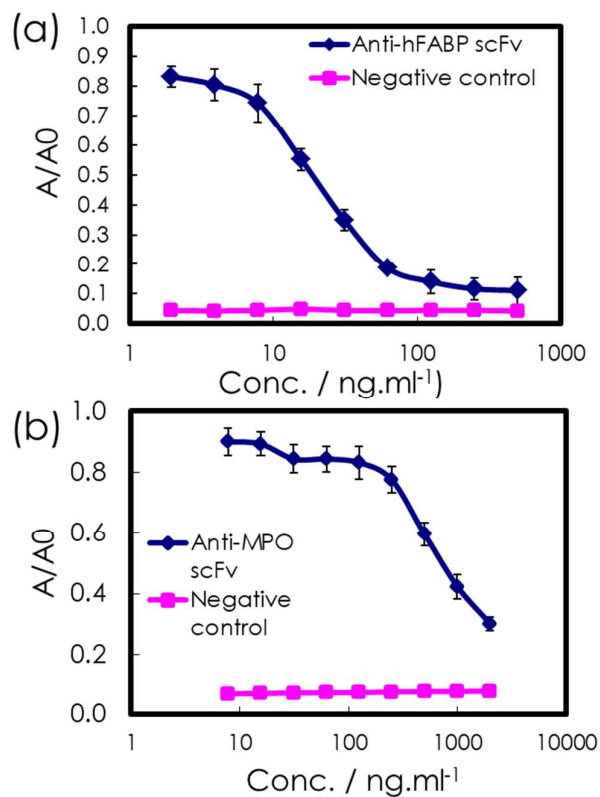 (a)
1.0
0.9
0.8
0.7
0.6
0.5
0.4
0.3
0.2
0.1
0.0
A/A0
Anti-hFABP scFv
Negative control
1 10 100 1000
Conc. / ng.ml⁻¹)
(b)
1.0
0.8
0.6
0.4
0.2
0.0
A/A0
Anti-MPO
scFv
Negative
control
1 10 100 1000 10000
Conc. / ng.ml⁻¹